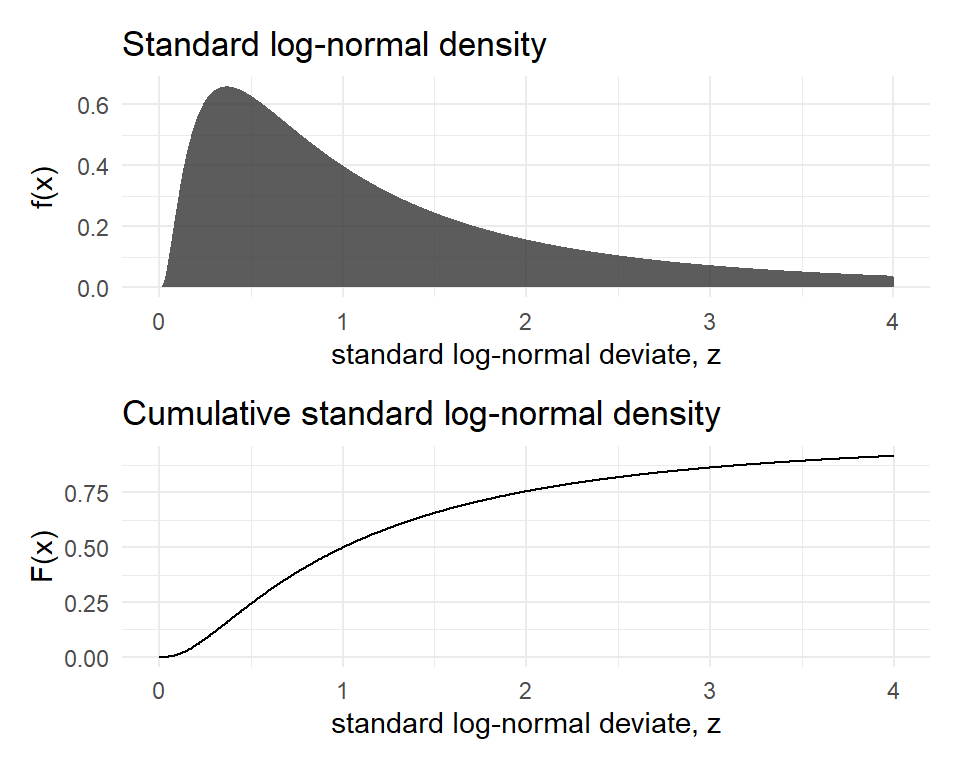 Standard log-normal density
f(x)
0.6
0.4
0.2
0.0
0 1 2 3 4
standard log-normal deviate, z
Cumulative standard log-normal density
F(x)
0.75
0.50
0.25
0.00
0 1 2 3 4
standard log-normal deviate, z